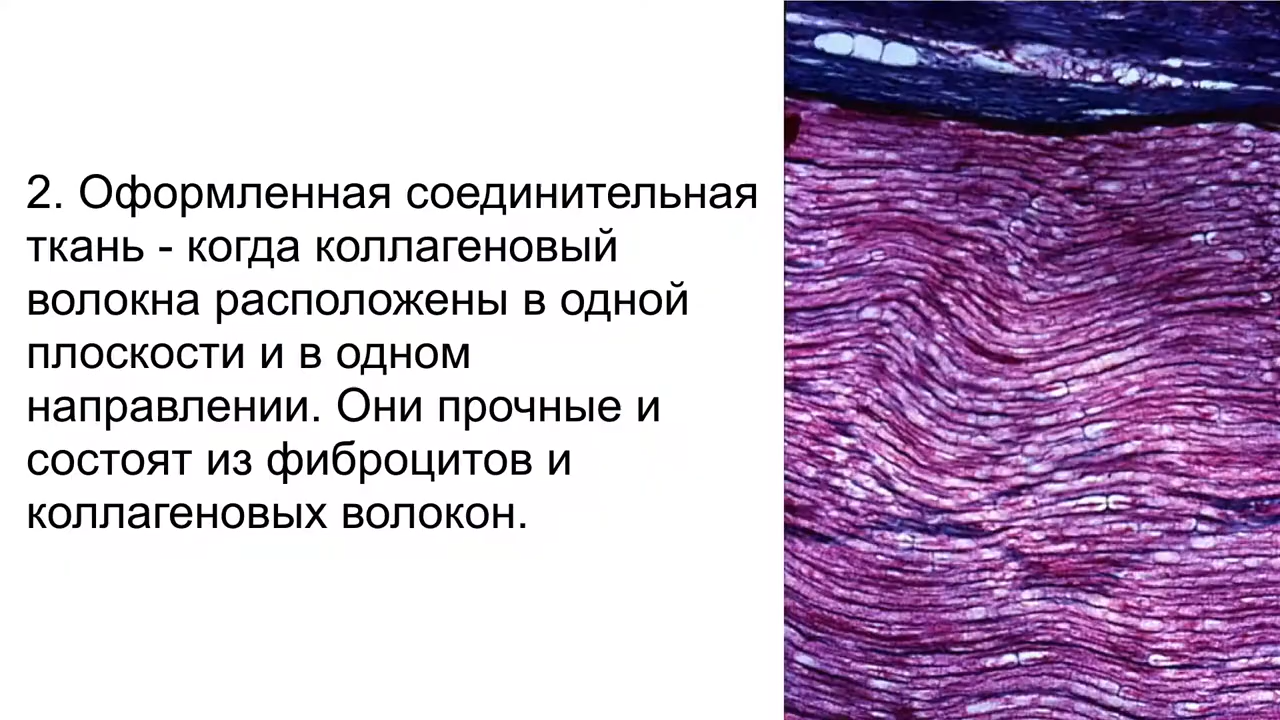 2. Оформленная соединительная
ткань - когда коллагеновый
волокна расположены в одной
плоскости и в одном
направлении. Они прочные и
состоят из фиброцитов и
коллагеновых волокон.